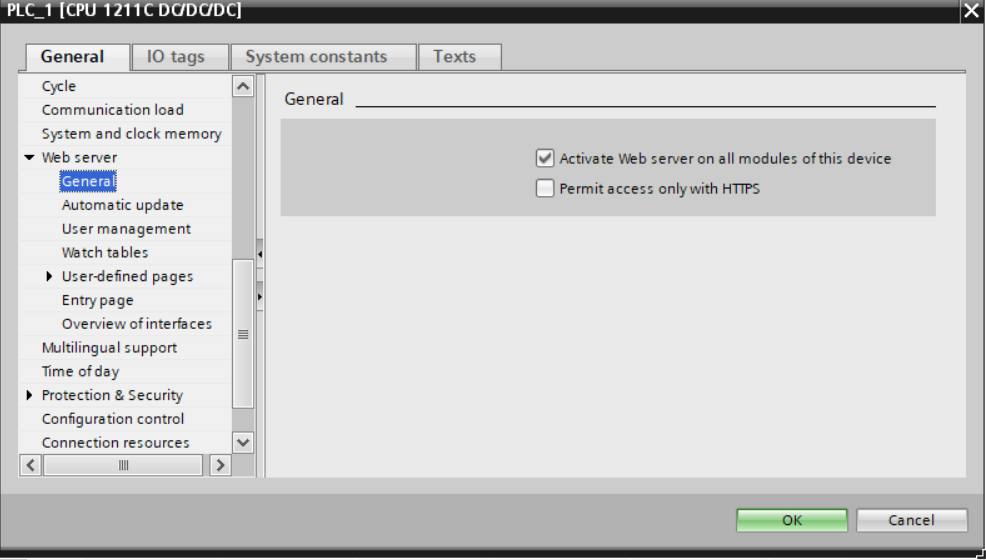 PLC_1 [CPU 1211C DC/DC/DC]
General
IO tags
System constants
Texts
Cycle
Communication load
System and clock memory
Web server
General
Automatic update
User management
Watch tables
User-defined pages
Entry page
Overview of interfaces
Multilingual support
Time of day
Protection & Security
Configuration control
Connection resources
General
Activate Web server on all modules of this device
Permit access only with HTTPS
OK
Cancel